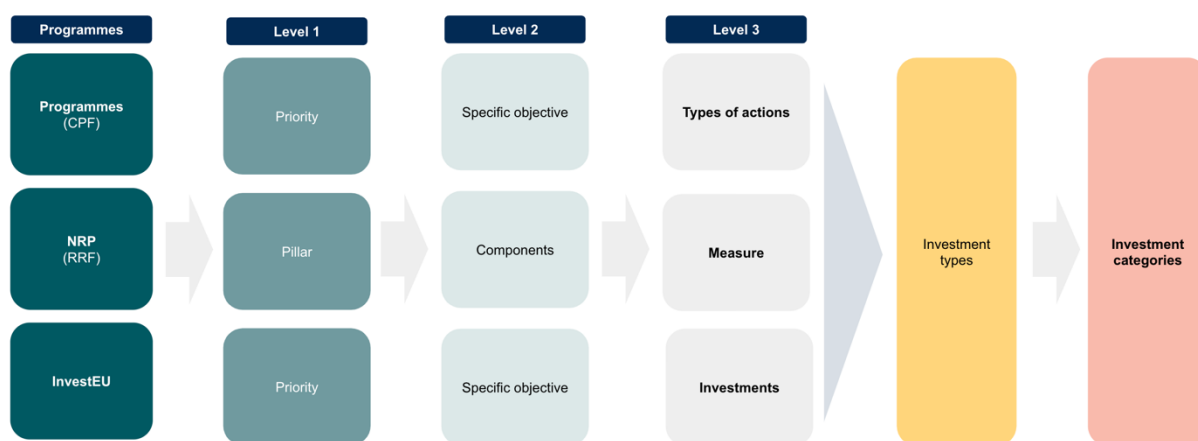 Programmes
Level 1
Level 2
Level 3
Programmes
(CPF)
Priority
Specific objective
Types of actions
NRP
(RRF)
Pillar
Components
Measure
Investment
types
Investment
categories
InvestEU
Priority
Specific objective
Investments